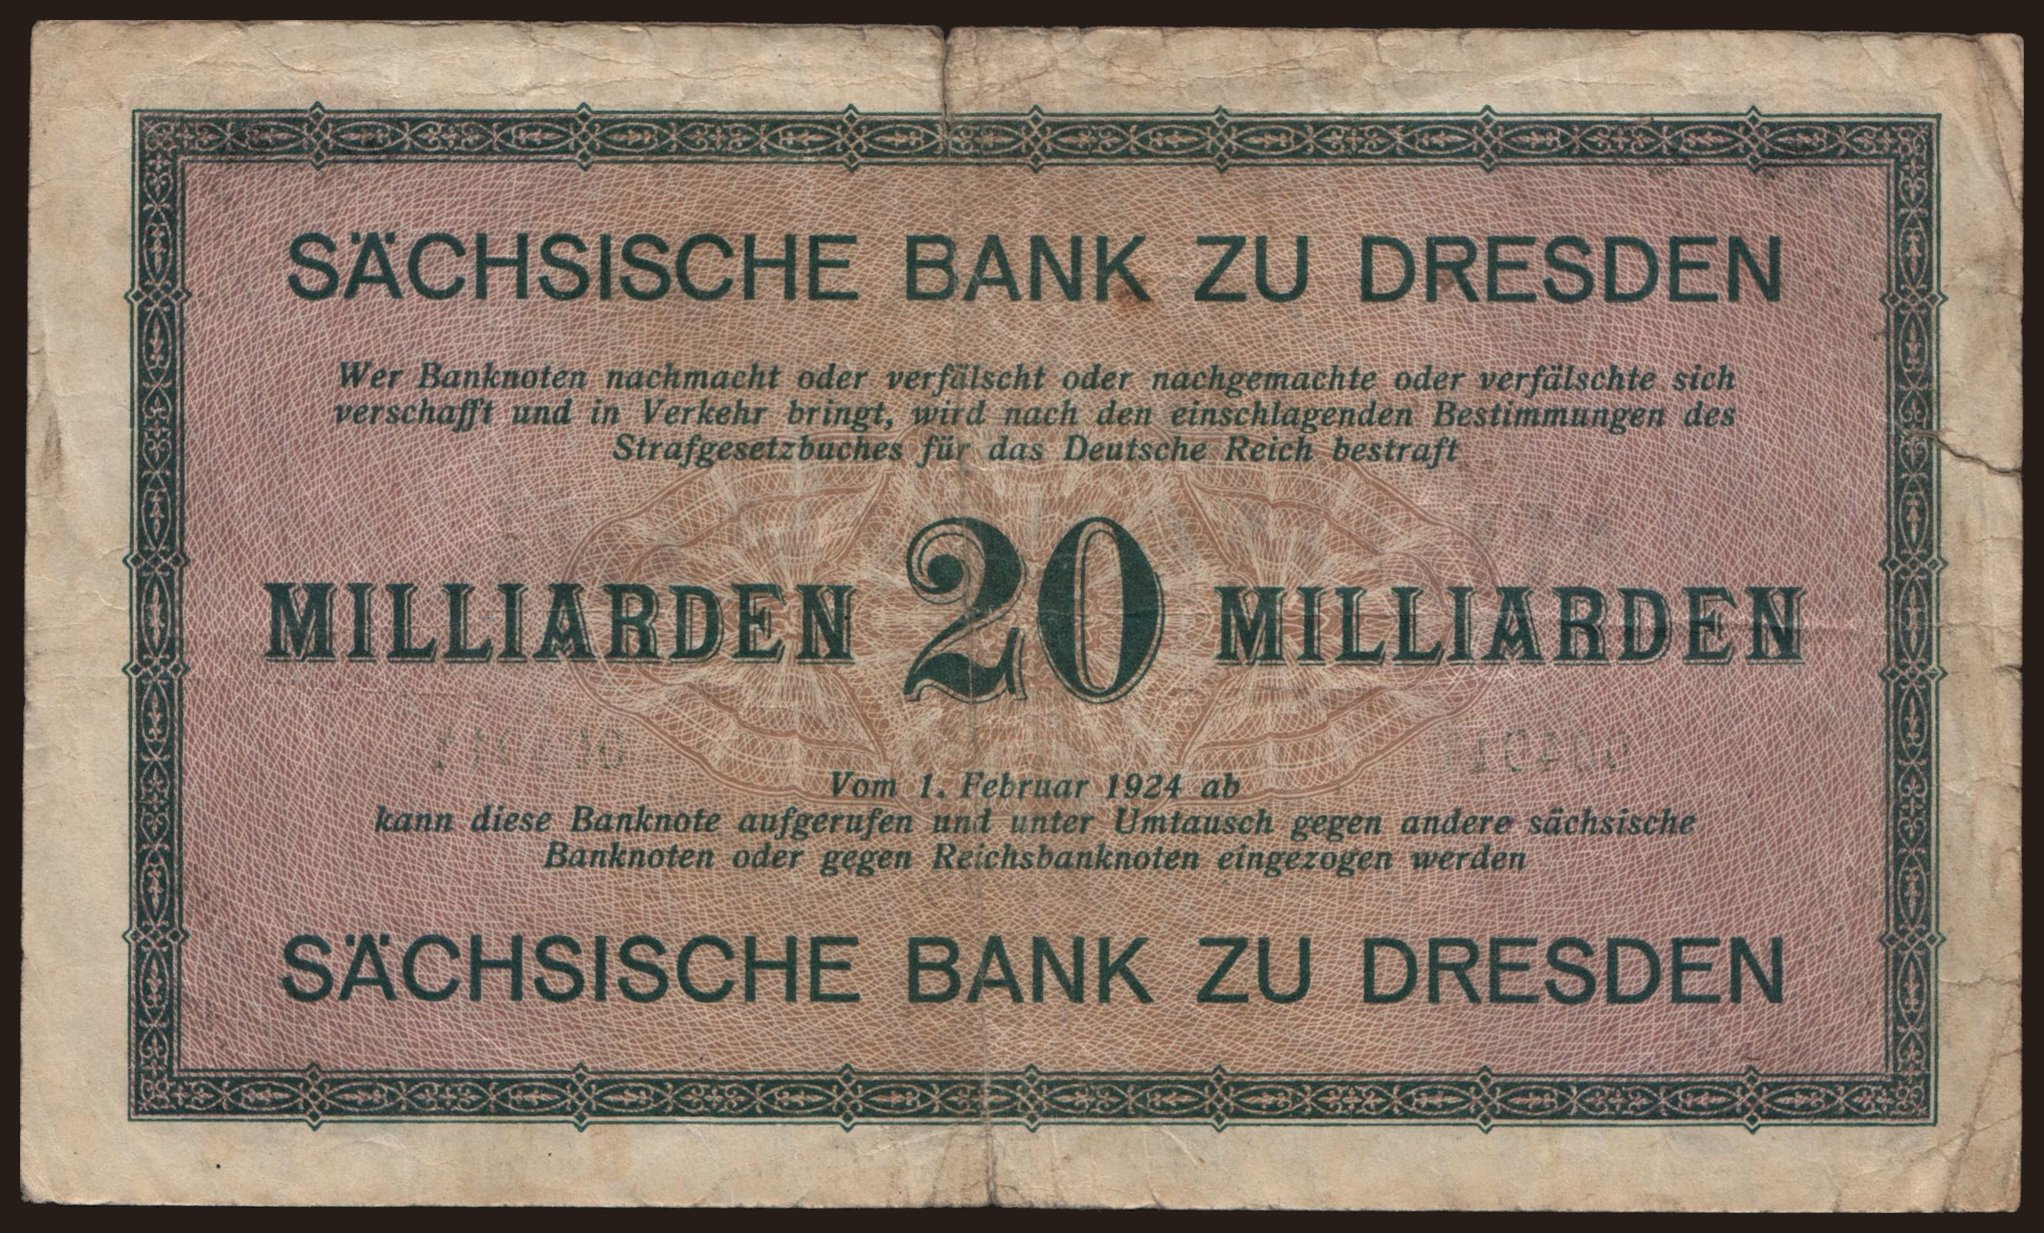 SÄCHSISCHE BANK ZU DRESDEN
Wer Banknoten nachmacht oder verfälscht oder nachgemachte oder verfälschte sich
verschafft und in Verkehr bringt, wird nach den einschlagenden Bestimmungen des
Strafgesetzbuches für das Deutsche Reich bestraft
MILLIARDEN 20 MILLIARDEN
Vom 1. Februar 1924 ab
kann diese Banknote aufgerufen und unter Umtausch gegen andere sächsische
Banknoten oder gegen Reichsbanknoten eingezogen werden
SÄCHSISCHE BANK ZU DRESDEN